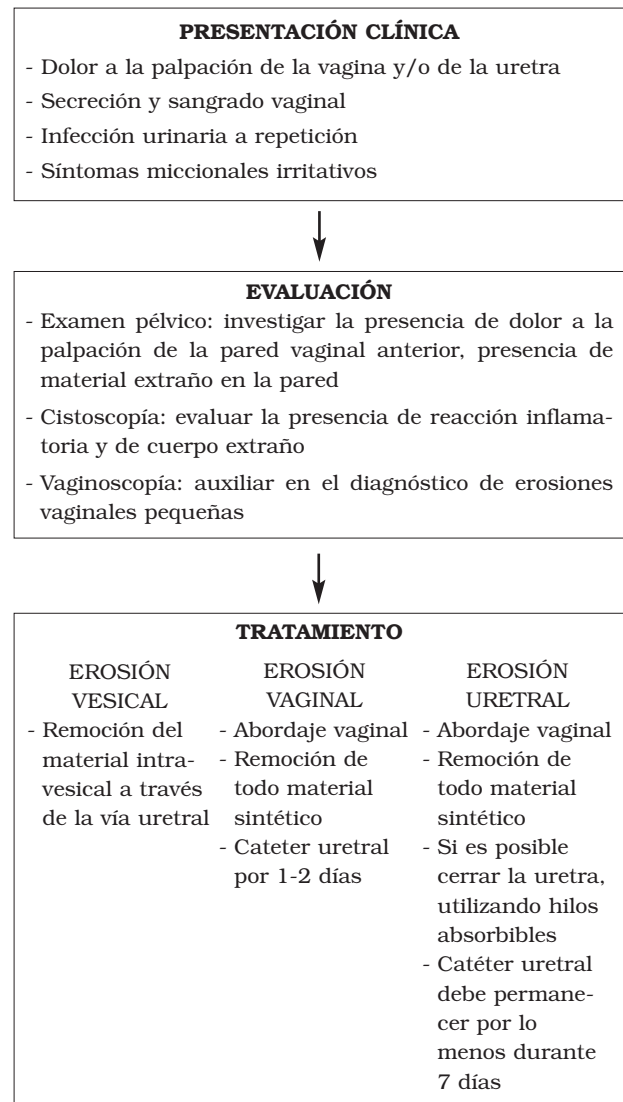 PRESENTACIÓN CLÍNICA
- Dolor a la palpación de la vagina y/o de la uretra
- Secreción y sangrado vaginal
- Infección urinaria a repetición
- Síntomas miccionales irritativos
EVALUACIÓN
- Examen pélvico: investigar la presencia de dolor a la
palpación de la pared vaginal anterior, presencia de
material extraño en la pared
- Cistoscopía: evaluar la presencia de reacción inflama-
toria y de cuerpo extraño
- Vaginoscopía: auxiliar en el diagnóstico de erosiones
vaginales pequeñas
TRATAMIENTO
EROSIÓN
VESICAL
- Remoción del
material intra-
vesical a través
de la vía uretral
EROSIÓN
VAGINAL
- Abordaje vaginal
- Remoción de
todo material
sintético
- Cateter uretral
por 1-2 días
EROSIÓN
URETRAL
- Abordaje vaginal
- Remoción de
todo material
sintético
- Si es posible
cerrar la uretra,
utilizando hilos
absorbibles
- Catéter uretral
debe permane-
cer por lo
menos durante
7 días